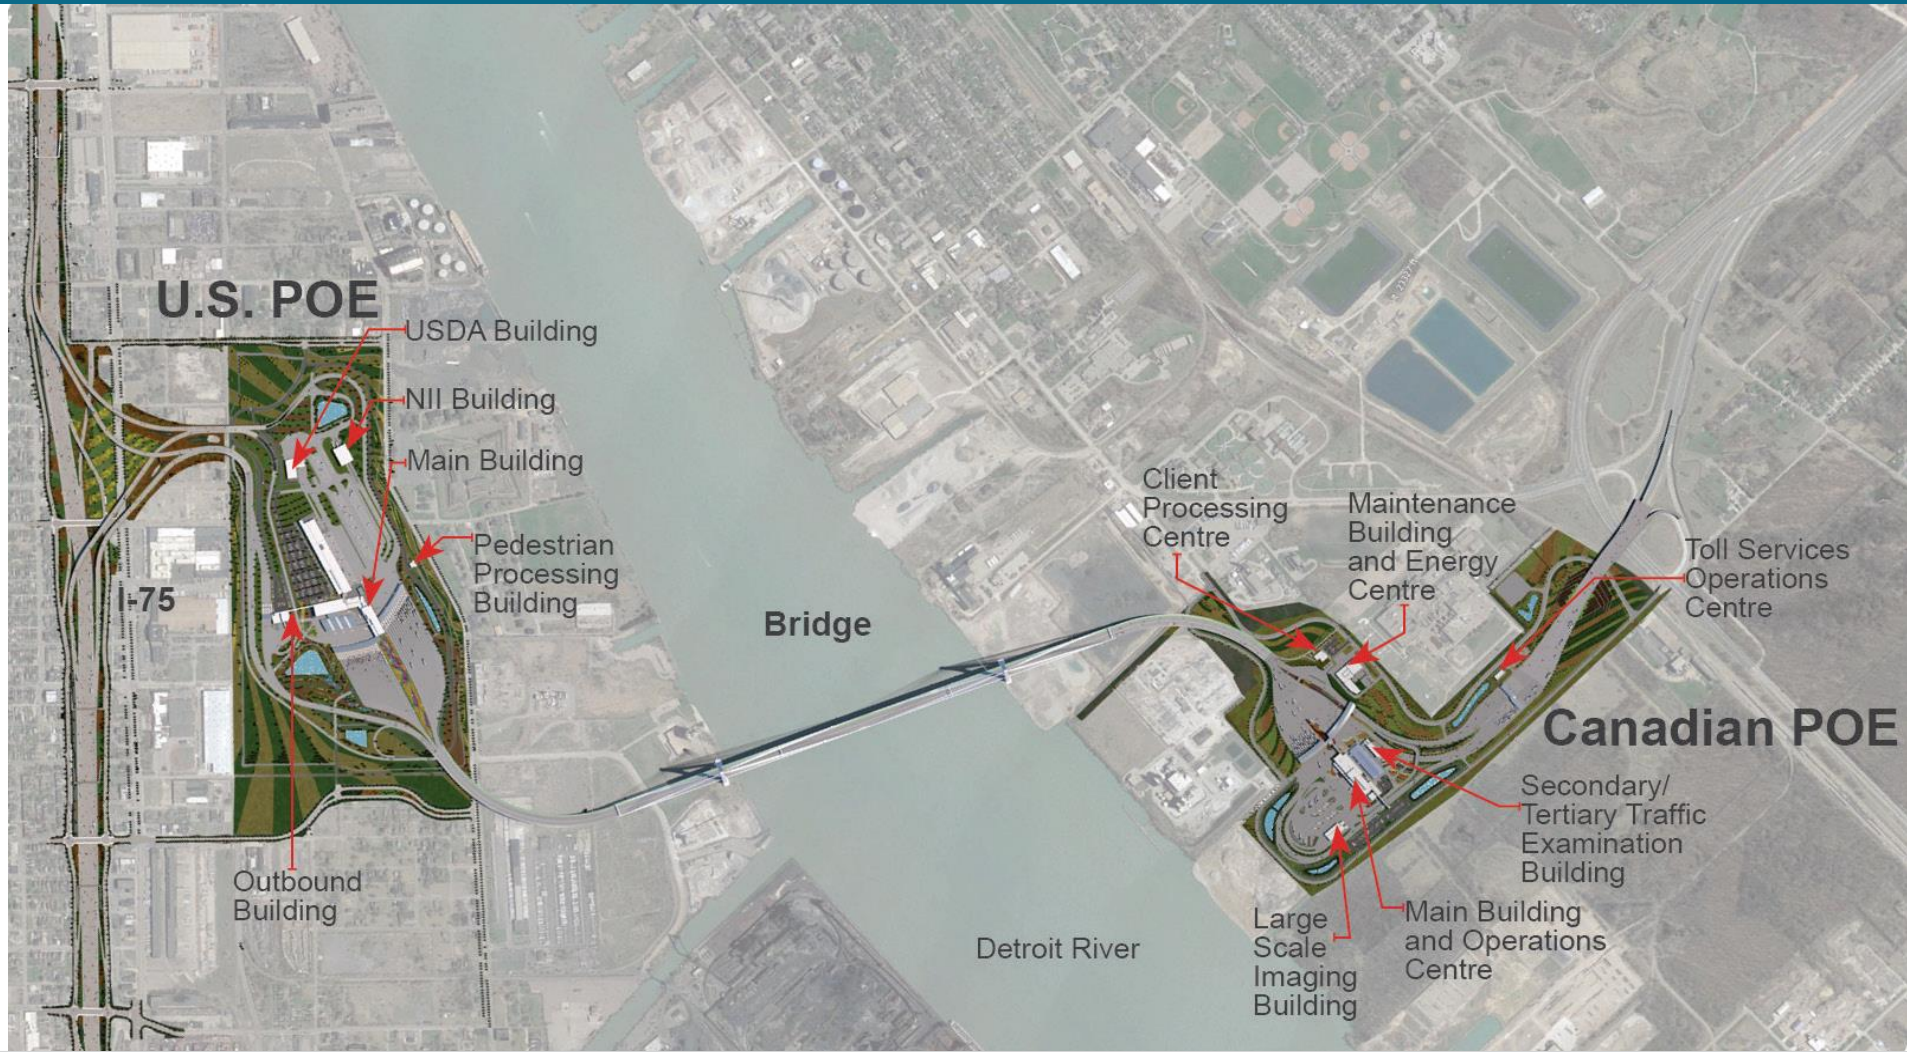 U.S. POE
USDA Building
NII Building
Main Building
Pedestrian
Processing
Building
I-75
Outbound
Building
Bridge
Detroit River
Client
Processing
Centre
Maintenance
Building
and Energy
Centre
Toll Services
Operations
Centre
Canadian POE
Secondary/
Tertiary Traffic
Examination
Building
Main Building
and Operations
Centre
Large
Scale
Imaging
Building